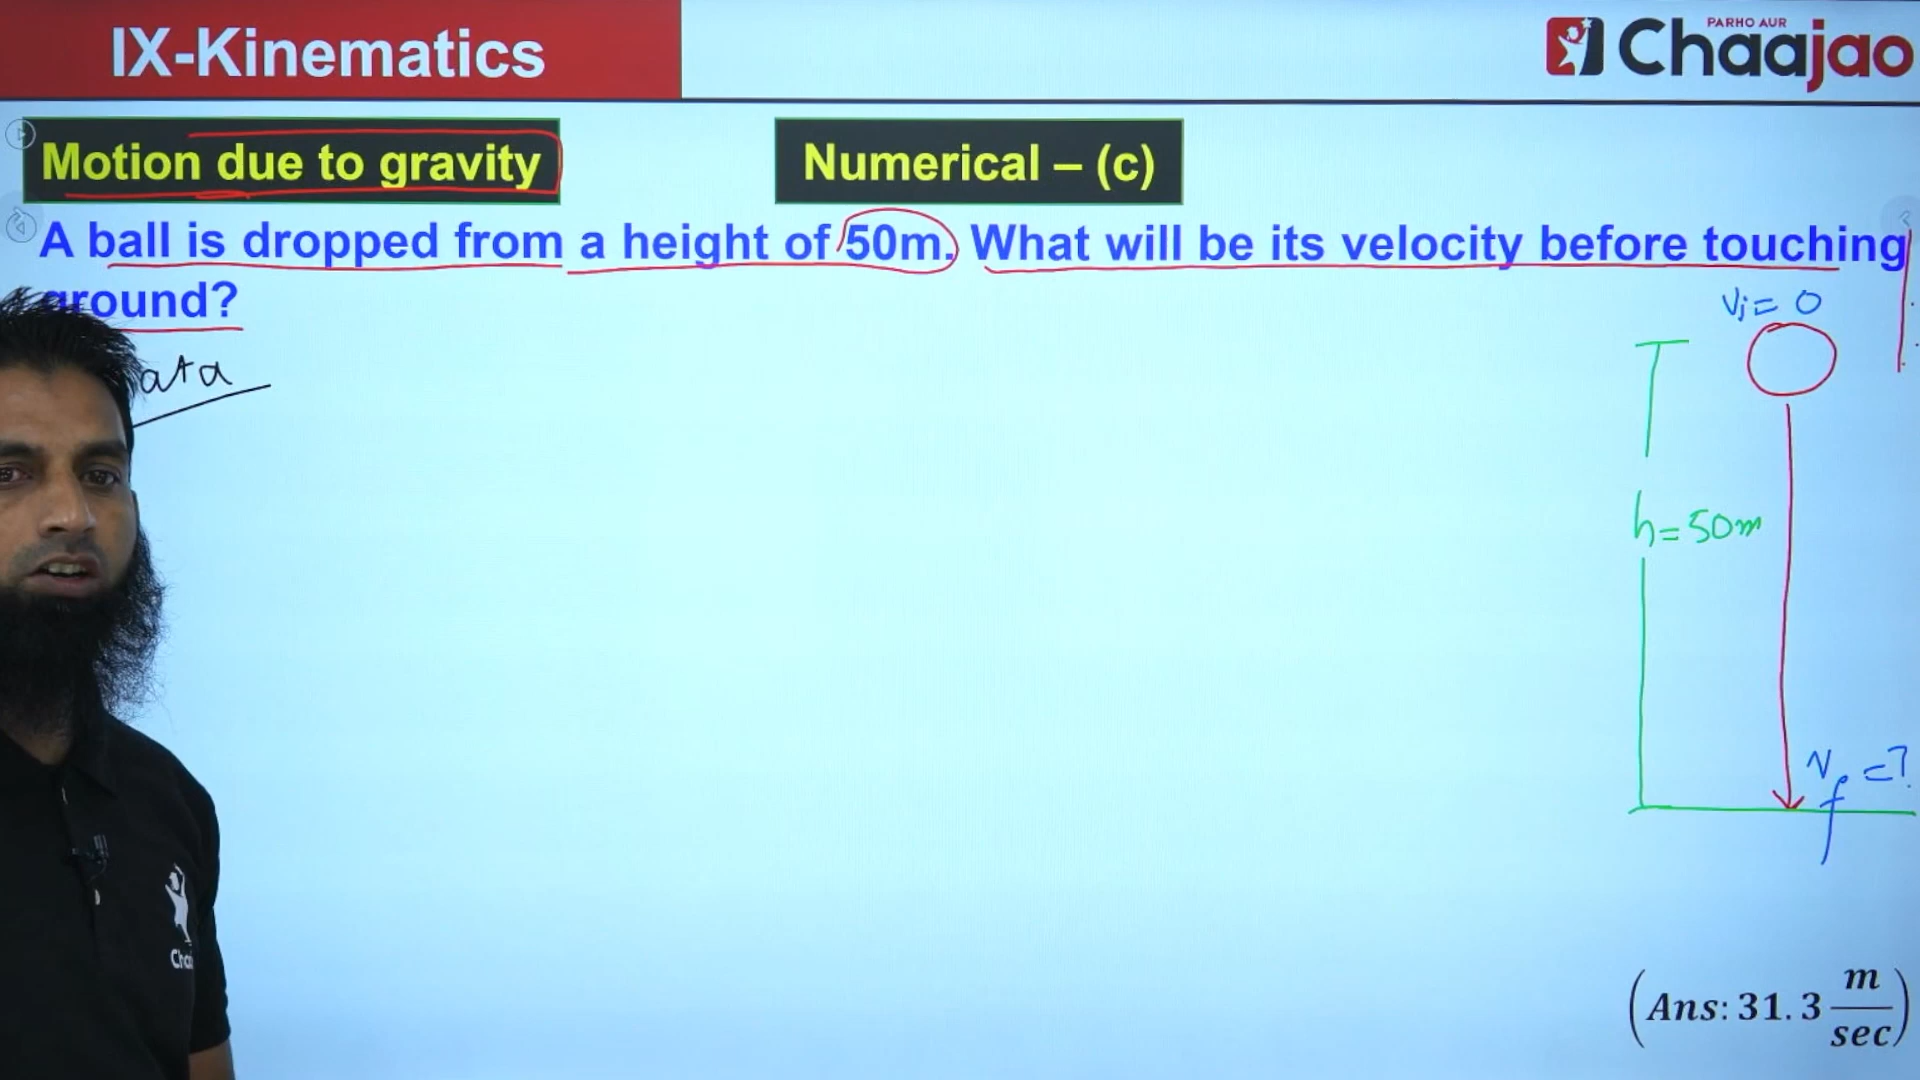 IX-Kinematics
PARHO AUR
Chaajao
Motion due to gravity
Numerical – (c)
A ball is dropped from a height of 50m. What will be its velocity before touching
ground?
ata
Vi = 0
h = 50m
Vf = ?
(Ans: 31.3 m/sec)